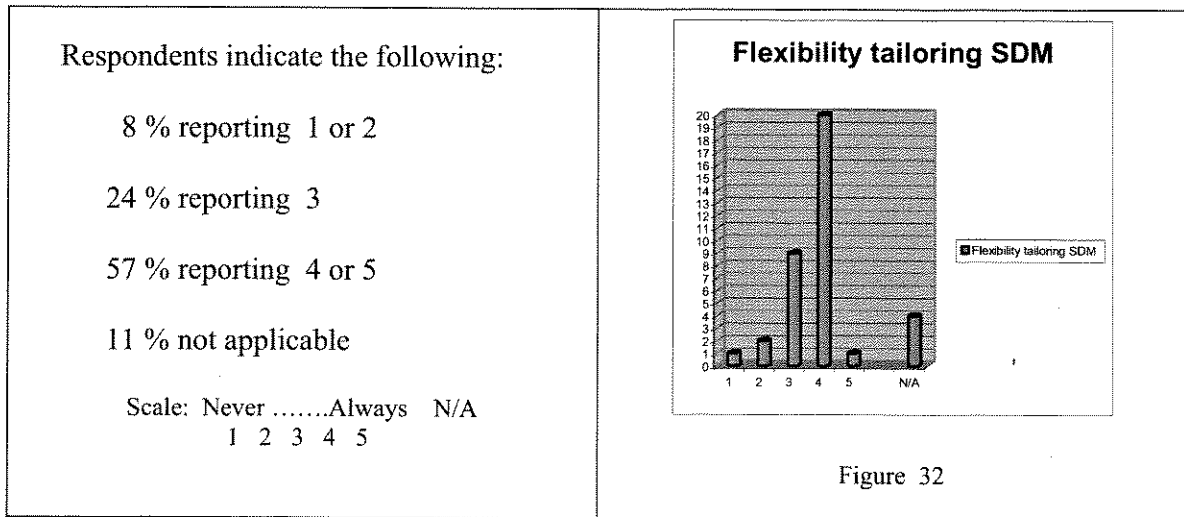 Respondents indicate the following:
8 % reporting 1 or 2
24 % reporting 3
57 % reporting 4 or 5
11 % not applicable
Scale: Never .......Always N/A
1 2 3 4 5
Flexibility tailoring SDM
20
19
18
17
16
15
14
13
12
11
10
9
8
7
6
5
4
3
2
1
0
1 2 3 4 5 N/A
Flexibility tailoring SDM
Figure 32